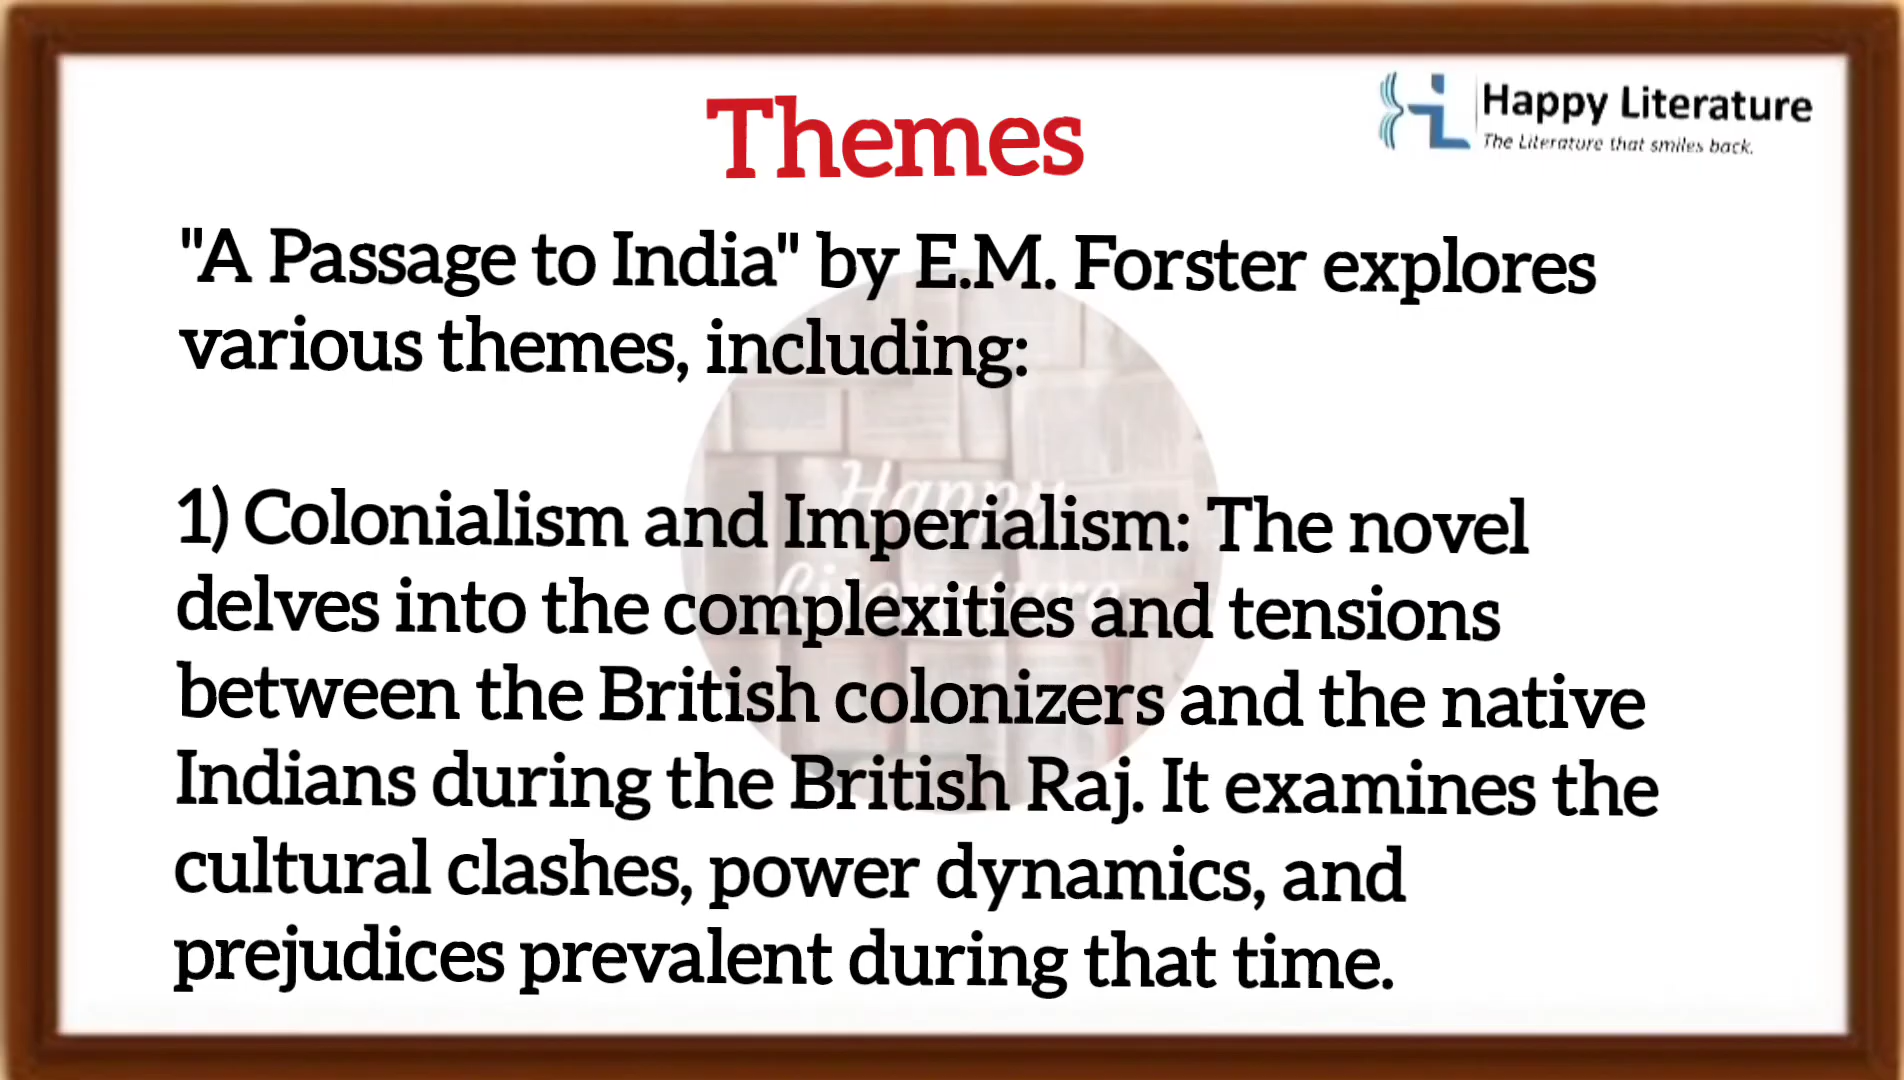 Themes
Happy Literature
The Literature that smiles back.
"A Passage to India" by E.M. Forster explores
various themes, including:
Happy
Literature
1) Colonialism and Imperialism: The novel
delves into the complexities and tensions
between the British colonizers and the native
Indians during the British Raj. It examines the
cultural clashes, power dynamics, and
prejudices prevalent during that time.